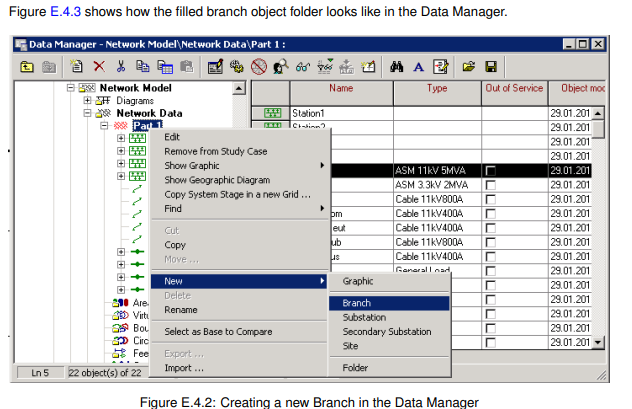 Figure E.4.3 shows how the filled branch object folder looks like in the Data Manager.
Data Manager - Network Model\Network Data\Part 1 :
Name Type Out of Service Object moc
Network Model
Diagrams
Network Data
Part 1
Station1 29.01.201
Station2 29.01.201
29.01.201
29.01.201
ASM 11kV 5MVA 29.01.201
ASM 3.3kV 2MVA 29.01.201
Cable 11kV800A 29.01.201
om Cable 11kV400A 29.01.201
eut Cable 11kV400A 29.01.201
ub Cable 11kV800A 29.01.201
us Cable 11kV400A 29.01.201
General Load 29.01.201
29.01.201
29.01.201
29.01.201
29.01.201
29.01.201
Edit
Remove from Study Case
Show Graphic
Show Geographic Diagram
Copy System Stage in a new Grid ...
Find
Cut
Copy
Move ...
New
Delete
Rename
Select as Base to Compare
Export ...
Import ...
Graphic
Branch
Substation
Secondary Substation
Site
Folder
Area
Virtu
Bou
Circ
Fee
Ln 5 22 object(s) of 22
Figure E.4.2: Creating a new Branch in the Data Manager